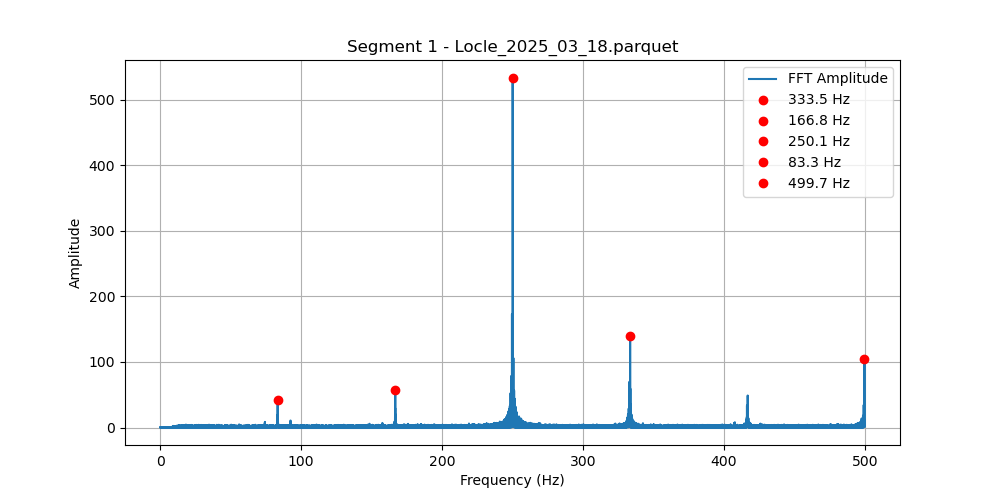 Segment 1 - Locle_2025_03_18.parquet
FFT Amplitude
333.5 Hz
166.8 Hz
250.1 Hz
83.3 Hz
499.7 Hz
Amplitude
500
400
300
200
100
0
0 100 200 300 400 500
Frequency (Hz)